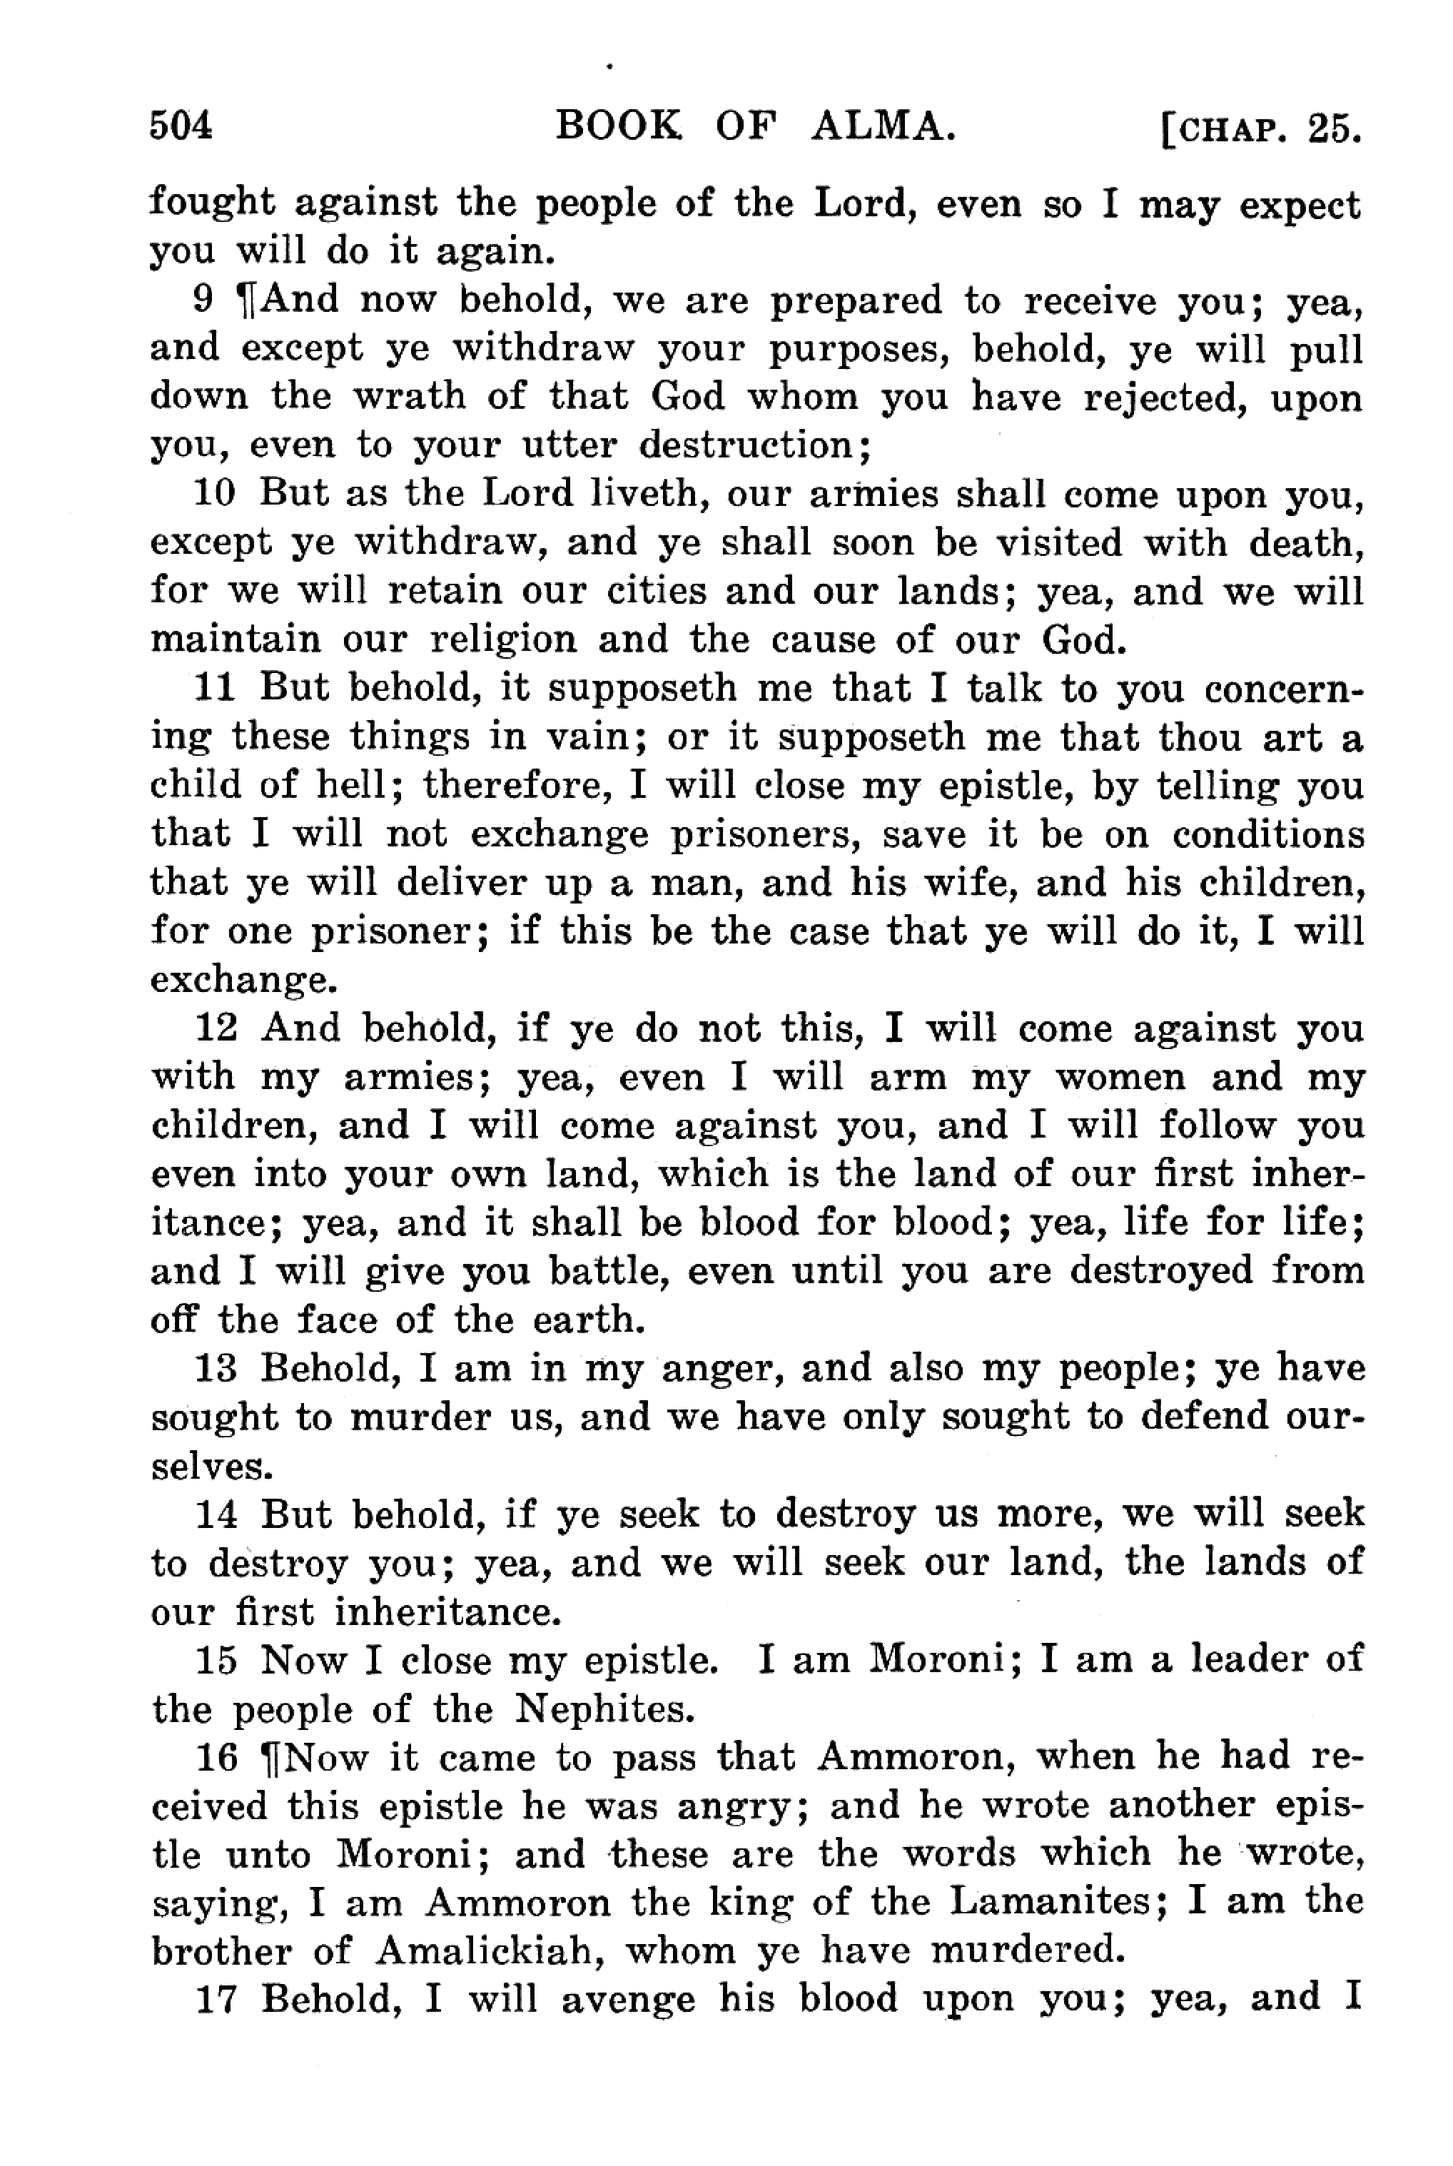 504 BOOK OF ALMA. [CHAP. 25.
fought against the people of the Lord, even so I may expect
you will do it again.
9 ¶And now behold, we are prepared to receive you; yea,
and except ye withdraw your purposes, behold, ye will pull
down the wrath of that God whom you have rejected, upon
you, even to your utter destruction;
10 But as the Lord liveth, our armies shall come upon you,
except ye withdraw, and ye shall soon be visited with death,
for we will retain our cities and our lands; yea, and we will
maintain our religion and the cause of our God.
11 But behold, it supposeth me that I talk to you concern-
ing these things in vain; or it supposeth me that thou art a
child of hell; therefore, I will close my epistle, by telling you
that I will not exchange prisoners, save it be on conditions
that ye will deliver up a man, and his wife, and his children,
for one prisoner; if this be the case that ye will do it, I will
exchange.
12 And behold, if ye do not this, I will come against you
with my armies; yea, even I will arm my women and my
children, and I will come against you, and I will follow you
even into your own land, which is the land of our first inher-
itance; yea, and it shall be blood for blood; yea, life for life;
and I will give you battle, even until you are destroyed from
off the face of the earth.
13 Behold, I am in my anger, and also my people; ye have
sought to murder us, and we have only sought to defend our-
selves.
14 But behold, if ye seek to destroy us more, we will seek
to destroy you; yea, and we will seek our land, the lands of
our first inheritance.
15 Now I close my epistle. I am Moroni; I am a leader of
the people of the Nephites.
16 ¶Now it came to pass that Ammoron, when he had re-
ceived this epistle he was angry; and he wrote another epis-
tle unto Moroni; and these are the words which he wrote,
saying, I am Ammoron the king of the Lamanites; I am the
brother of Amalickiah, whom ye have murdered.
17 Behold, I will avenge his blood upon you; yea, and I